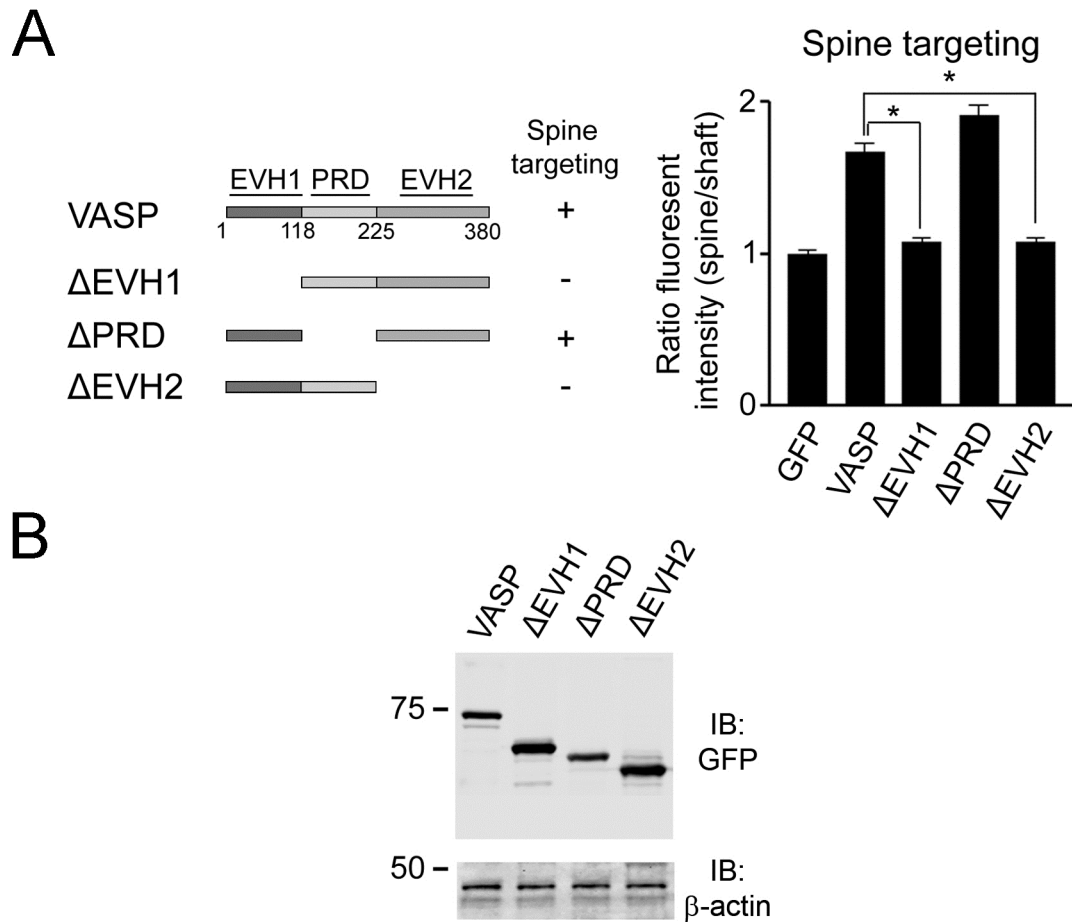 A
Spine
targeting
EVH1 PRD EVH2
VASP
+
1 118 225 380
ΔEVH1
-
ΔPRD
+
ΔEVH2
-
Spine targeting
*
*
Ratio fluoresent
intensity (spine/shaft)
2
1
0
GFP
VASP
ΔEVH1
ΔPRD
ΔEVH2
B
VASP
ΔEVH1
ΔPRD
ΔEVH2
75
IB:
GFP
50
IB:
β-actin